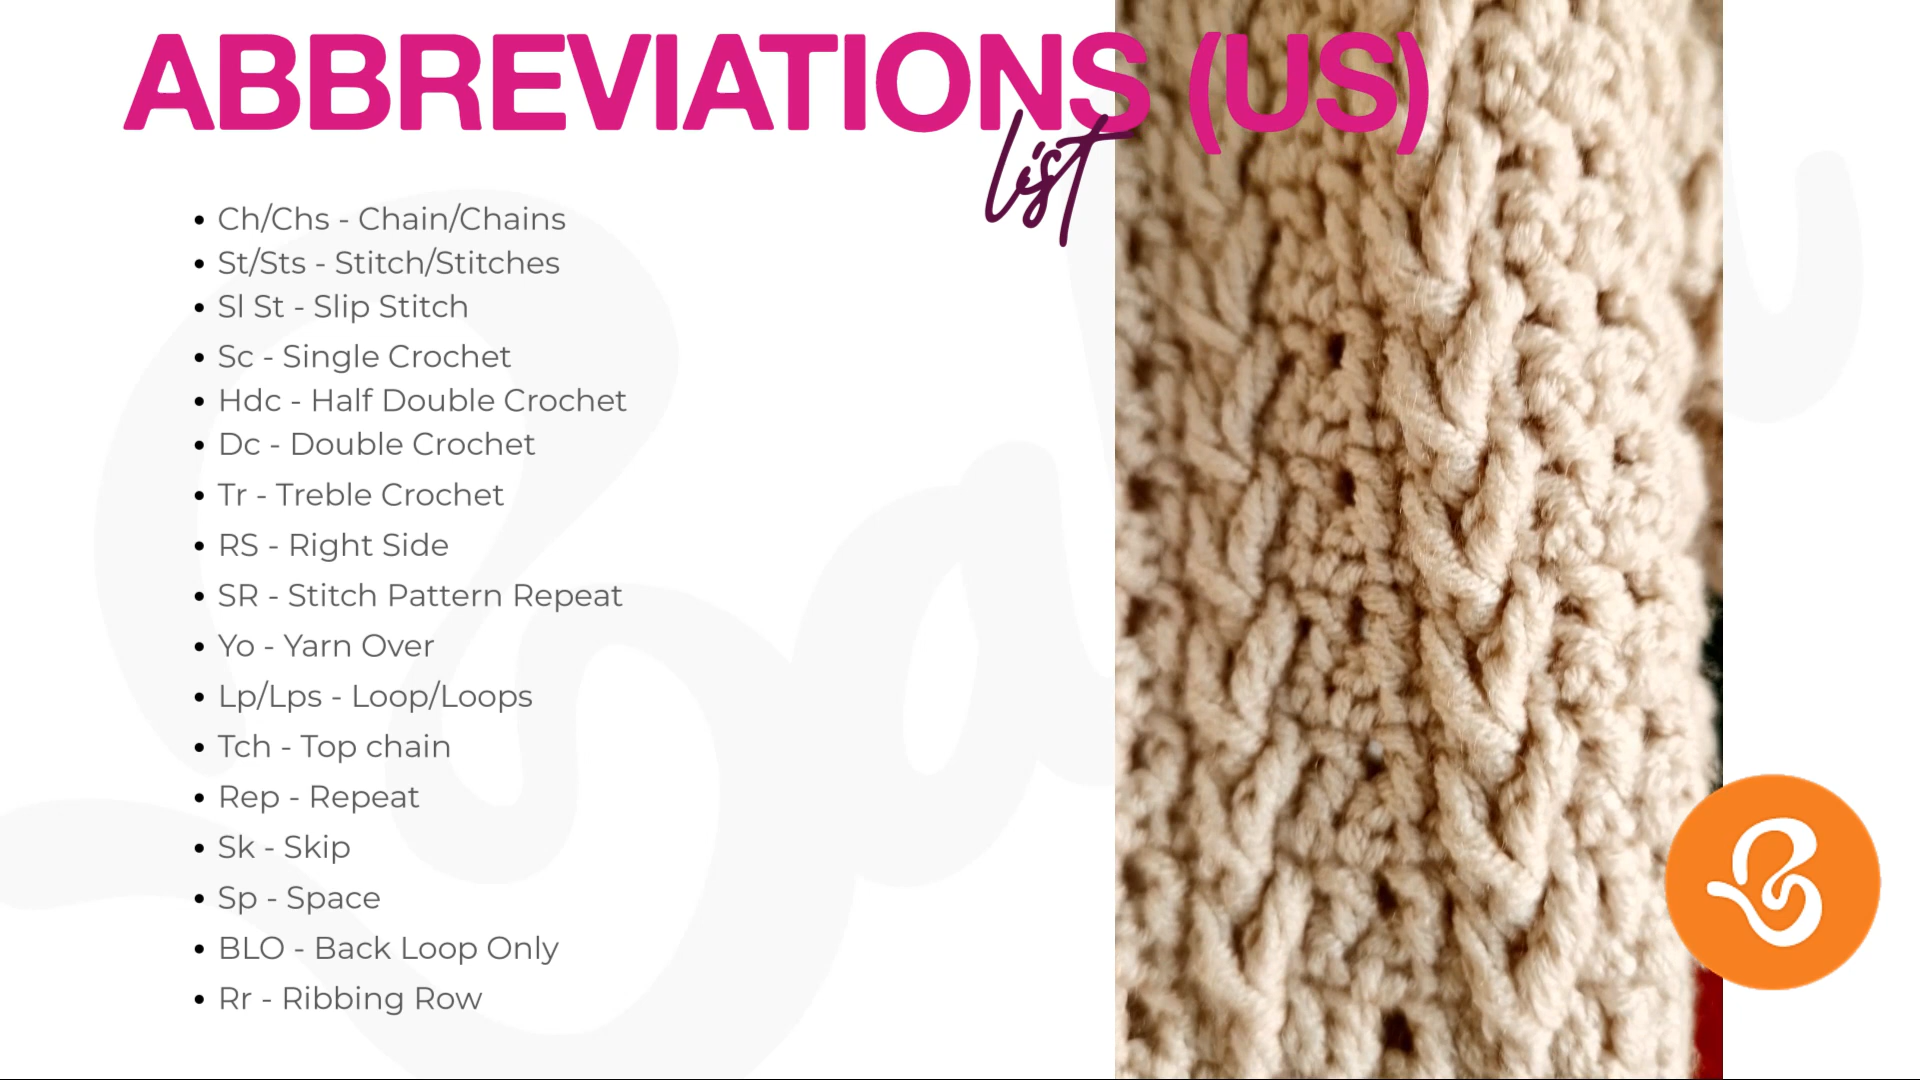 ABBREVIATIONS (US)
list
• Ch/Chs - Chain/Chains
• St/Sts - Stitch/Stitches
• Sl St - Slip Stitch
• Sc - Single Crochet
• Hdc - Half Double Crochet
• Dc - Double Crochet
• Tr - Treble Crochet
• RS - Right Side
• SR - Stitch Pattern Repeat
• Yo - Yarn Over
• Lp/Lps - Loop/Loops
• Tch - Top chain
• Rep - Repeat
• Sk - Skip
• Sp - Space
• BLO - Back Loop Only
• Rr - Ribbing Row